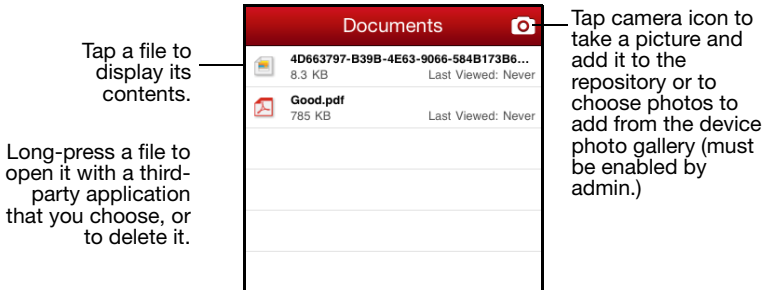 Documents
Tap a file to
display its
contents.
4D663797-B39B-4E63-9066-584B173B6...
8.3 KB Last Viewed: Never
Good.pdf
785 KB Last Viewed: Never
Long-press a file to
open it with a third-
party application
that you choose, or
to delete it.
Tap camera icon to
take a picture and
add it to the
repository or to
choose photos to
add from the device
photo gallery (must
be enabled by
admin.)